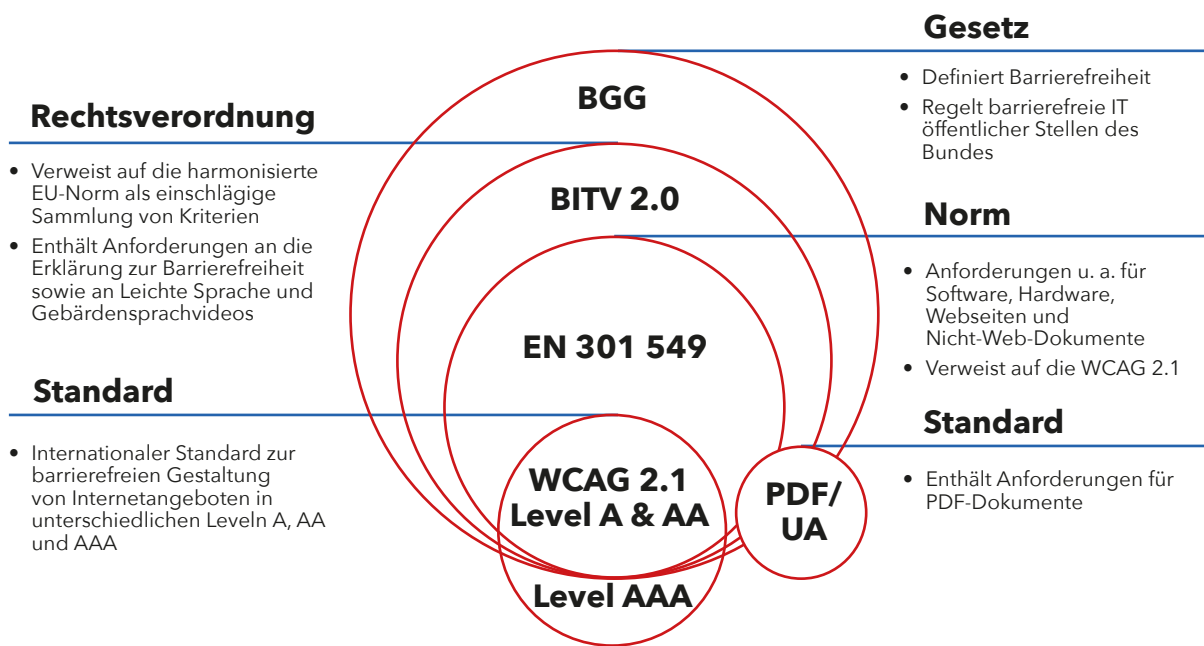 Gesetz
• Definiert Barrierefreiheit
• Regelt barrierefreie IT
öffentlicher Stellen des
Bundes
BGG
Rechtsverordnung
• Verweist auf die harmonisierte
EU-Norm als einschlägige
Sammlung von Kriterien
• Enthält Anforderungen an die
Erklärung zur Barrierefreiheit
sowie an Leichte Sprache und
Gebärdensprachvideos
BITV 2.0
Norm
• Anforderungen u. a. für
Software, Hardware,
Webseiten und
Nicht-Web-Dokumente
• Verweist auf die WCAG 2.1
EN 301 549
Standard
• Internationaler Standard zur
barrierefreien Gestaltung
von Internetangeboten in
unterschiedlichen Leveln A, AA
und AAA
WCAG 2.1
Level A & AA
Level AAA
Standard
• Enthält Anforderungen für
PDF-Dokumente
PDF/
UA